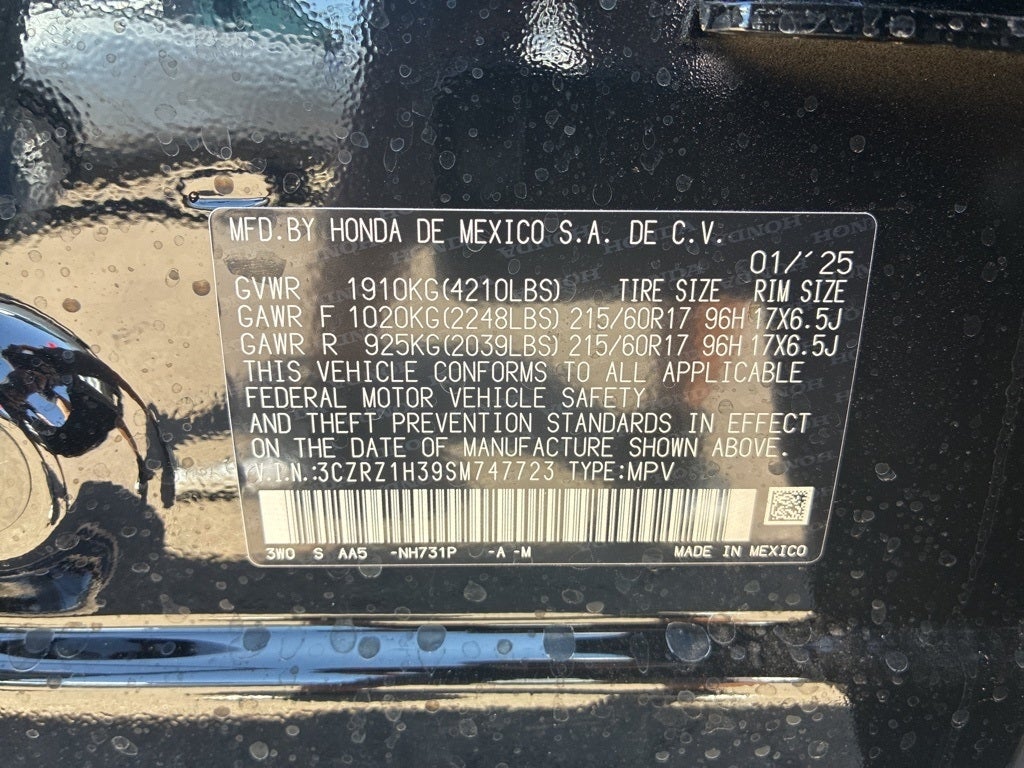 MFD.BY HONDA DE MEXICO S.A. DE C.V.
01/´25
GVWR 1910KG(4210LBS) TIRE SIZE RIM SIZE
GAWR F 1020KG(2248LBS) 215/60R17 96H 17X6.5J
GAWR R 925KG(2039LBS) 215/60R17 96H 17X6.5J
THIS VEHICLE CONFORMS TO ALL APPLICABLE
FEDERAL MOTOR VEHICLE SAFETY
AND THEFT PREVENTION STANDARDS IN EFFECT
ON THE DATE OF MANUFACTURE SHOWN ABOVE.
V.I.N.:3CZRZ1H39SM747723 TYPE:MPV
3W0 S AA5 -NH731P -A -M MADE IN MEXICO